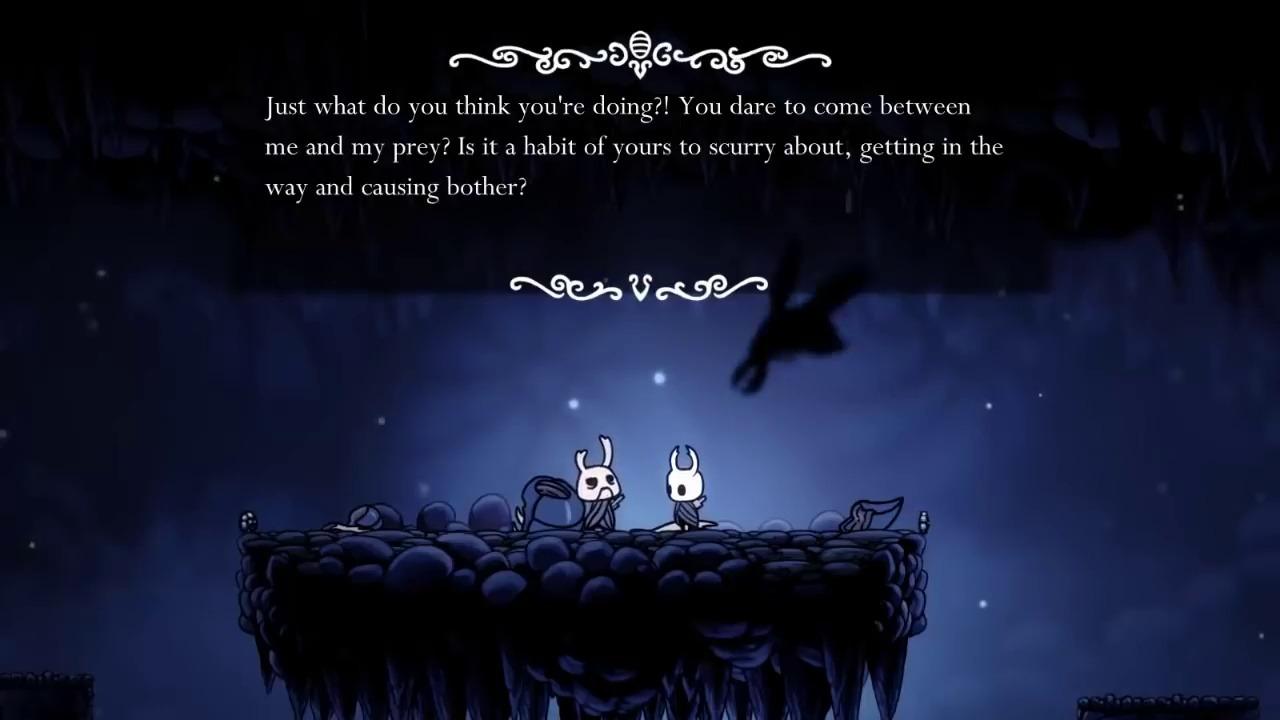 Just what do you think you're doing?! You dare to come between
me and my prey? Is it a habit of yours to scurry about, getting in the
way and causing bother?